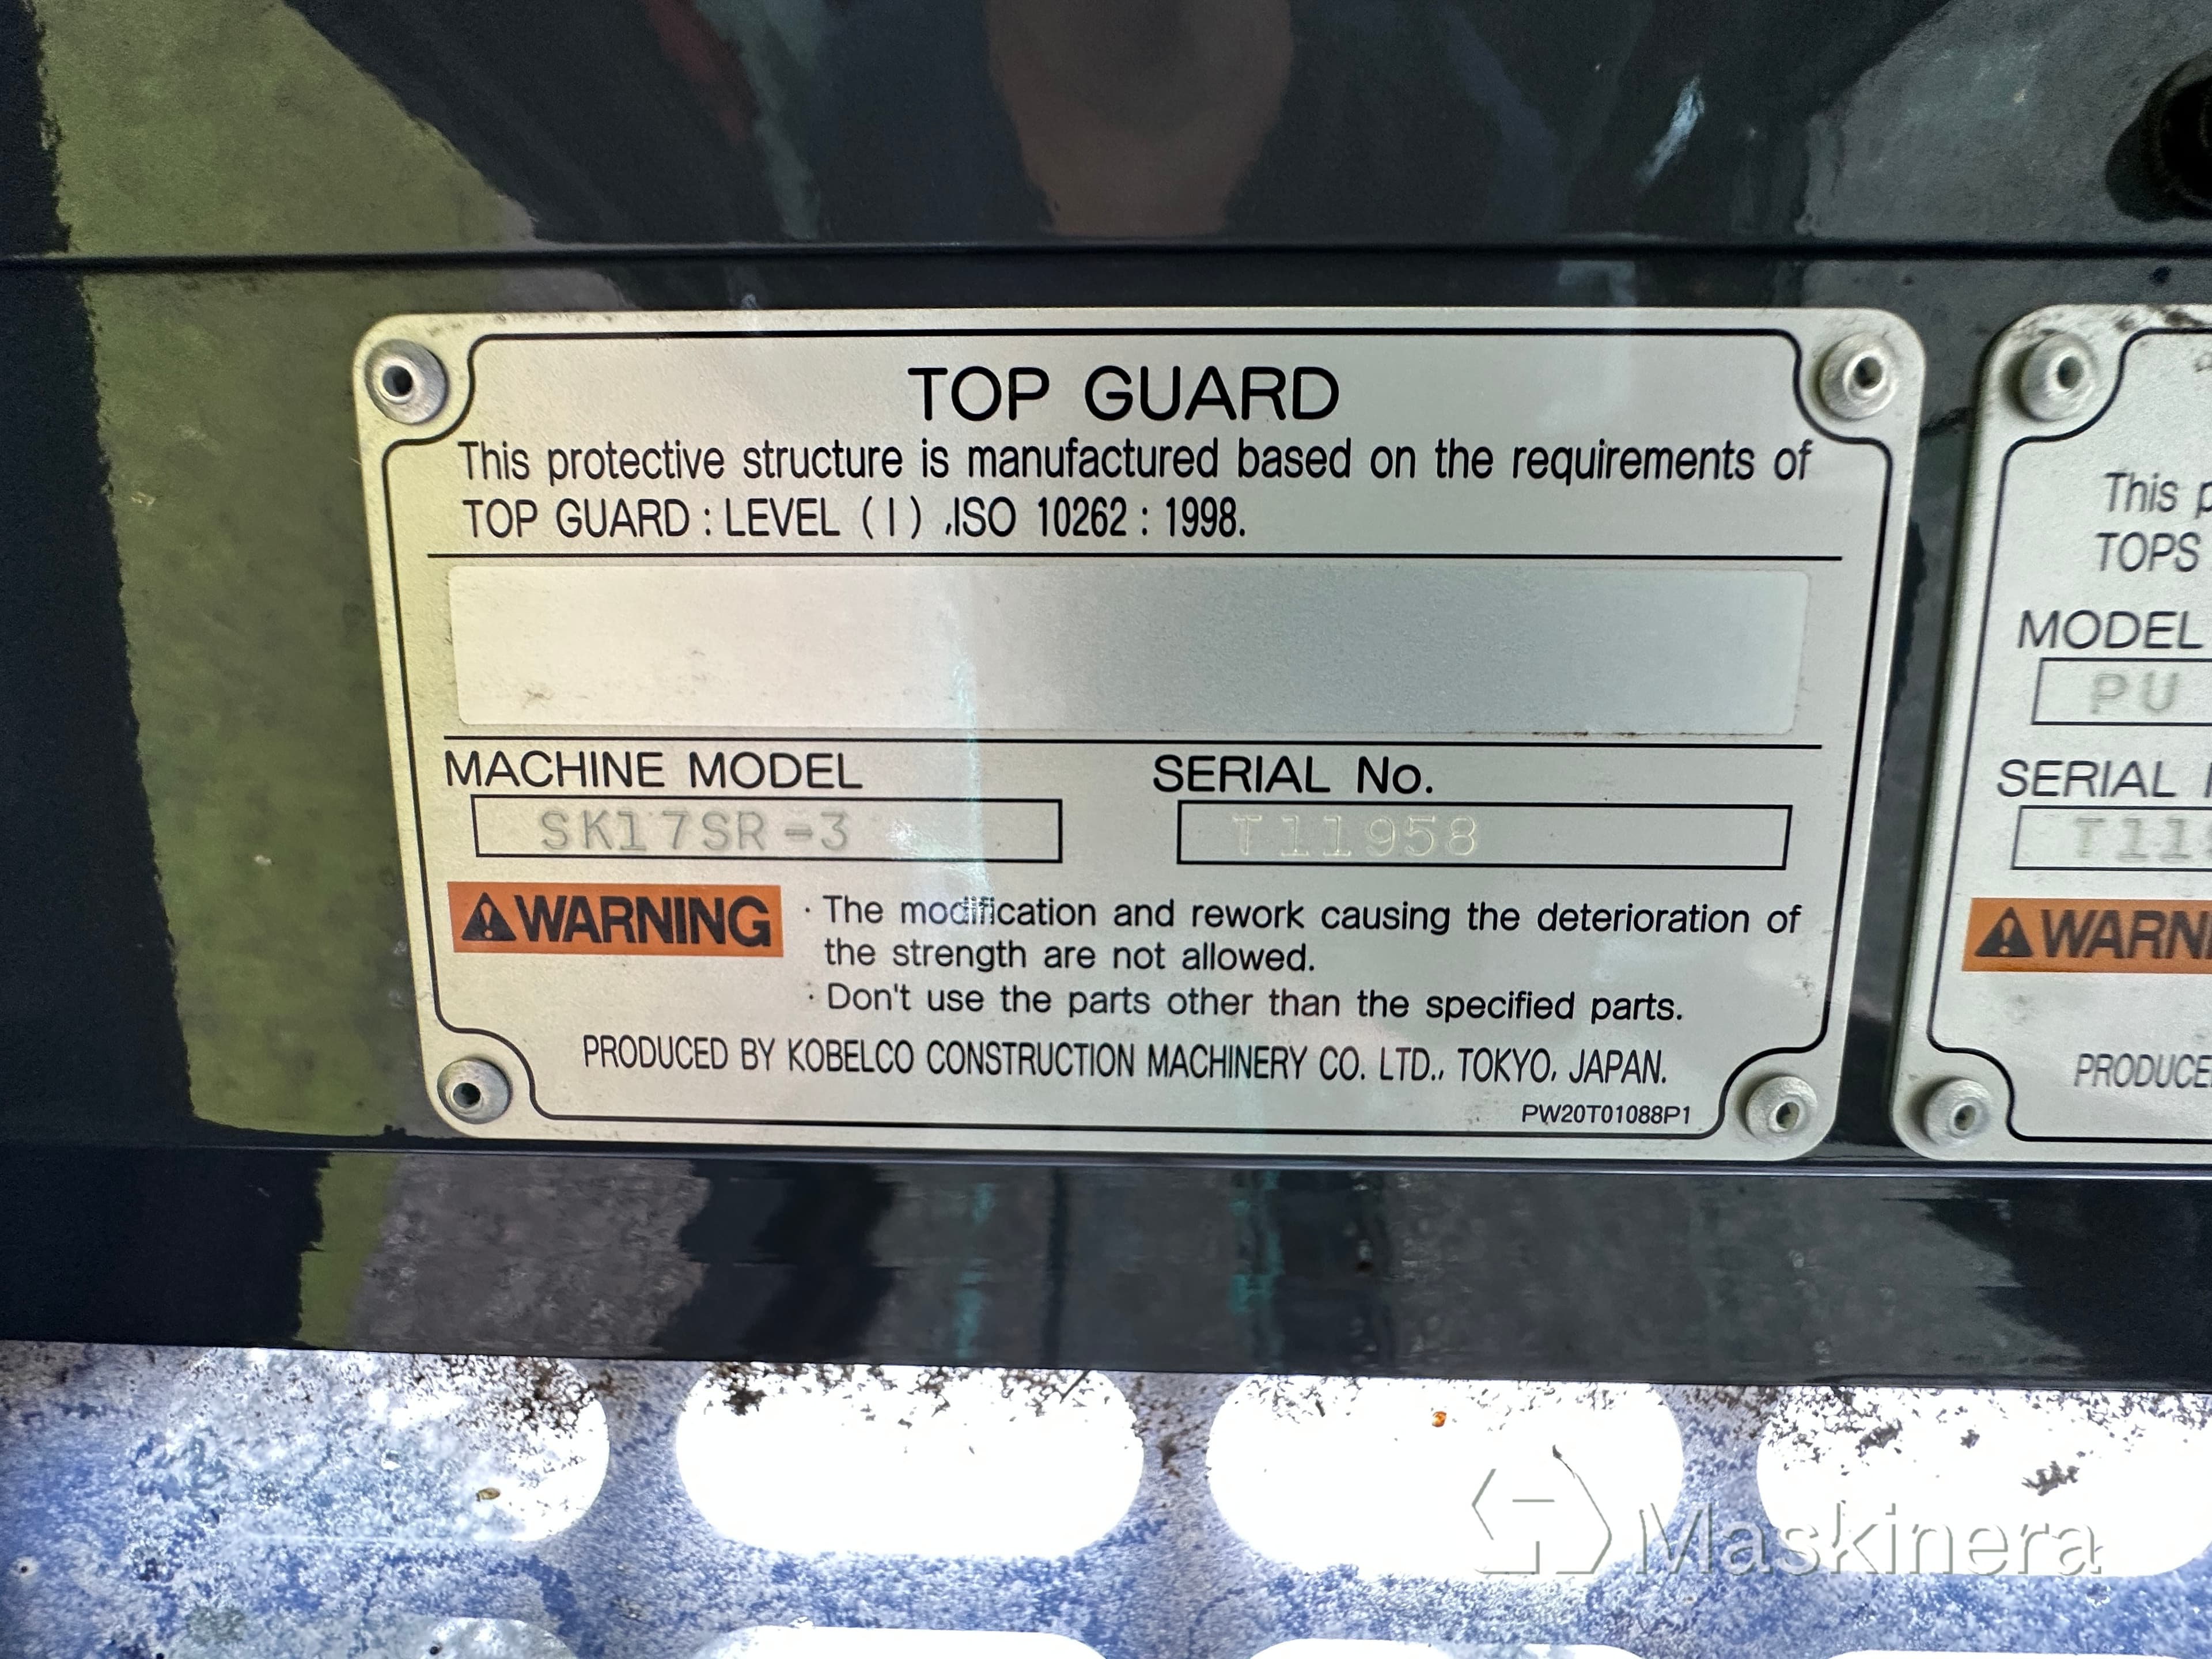 TOP GUARD
This protective structure is manufactured based on the requirements of
TOP GUARD : LEVEL ( I ) ,ISO 10262 : 1998.
MACHINE MODEL SERIAL No.
SK17SR-3 T11958
WARNING · The modification and rework causing the deterioration of
the strength are not allowed.
· Don't use the parts other than the specified parts.
PRODUCED BY KOBELCO CONSTRUCTION MACHINERY CO. LTD., TOKYO, JAPAN.
PW20T01088P1
This
TOPS
MODEL
PU
SERIAL
T11
Maskinera